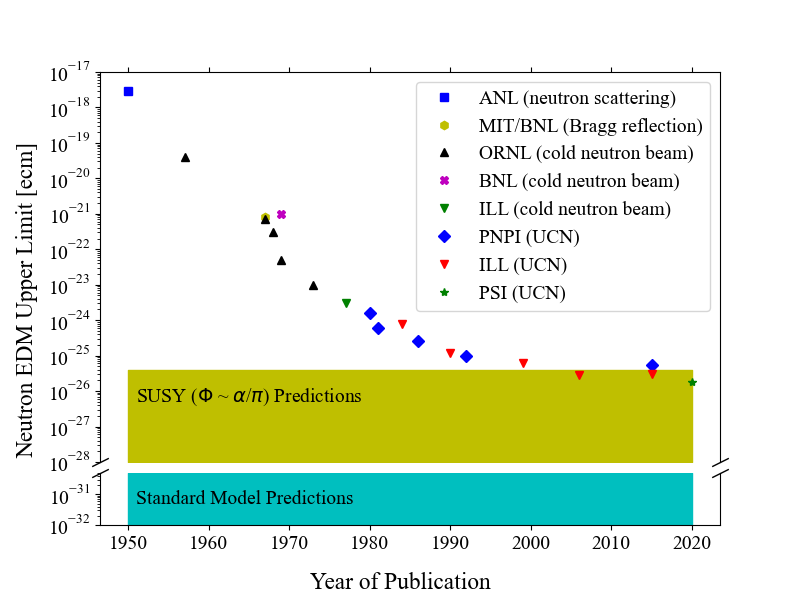 10⁻¹⁷
10⁻¹⁸
10⁻¹⁹
10⁻²⁰
10⁻²¹
10⁻²²
10⁻²³
10⁻²⁴
10⁻²⁵
10⁻²⁶
10⁻²⁷
10⁻²⁸
10⁻³¹
10⁻³²
Neutron EDM Upper Limit [ecm]
ANL (neutron scattering)
MIT/BNL (Bragg reflection)
ORNL (cold neutron beam)
BNL (cold neutron beam)
ILL (cold neutron beam)
PNPI (UCN)
ILL (UCN)
PSI (UCN)
SUSY (Φ ~ α/π) Predictions
Standard Model Predictions
1950 1960 1970 1980 1990 2000 2010 2020
Year of Publication